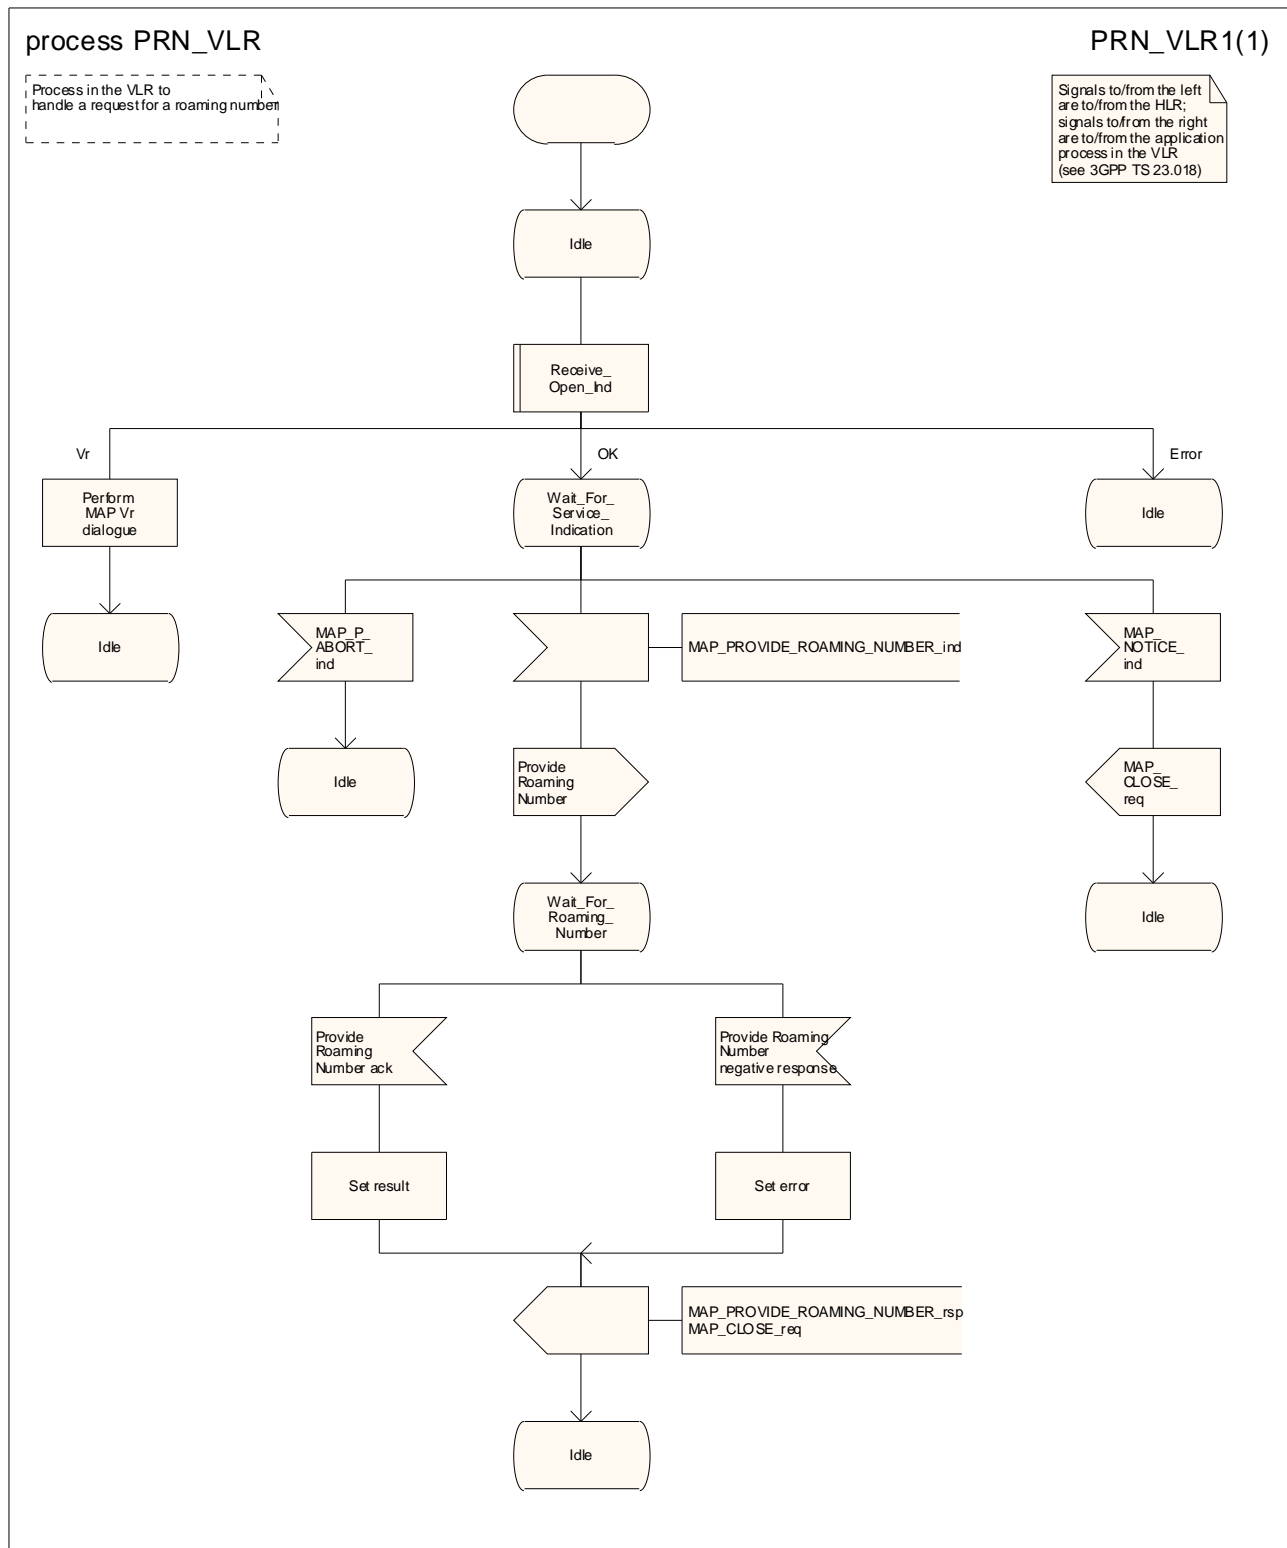 process PRN_VLR
PRN_VLR1(1)
Process in the VLR to
handle a request for a roaming number
Signals to/from the left
are to/from the HLR;
signals to/from the right
are to/from the application
process in the VLR
(see 3GPP TS 23.018)
Idle
Receive_
Open_Ind
Vr
OK
Error
Perform
MAP Vr
dialogue
Wait_For_
Service_
Indication
Idle
Idle
MAP_P_
ABORT_
ind
MAP_PROVIDE_ROAMING_NUMBER_ind
MAP_
NOTICE_
ind
Idle
Provide
Roaming
Number
MAP_
CLOSE_
req
Wait_For_
Roaming_
Number
Idle
Provide
Roaming
Number ack
Provide Roaming
Number
negative response
Set result
Set error
MAP_PROVIDE_ROAMING_NUMBER_rsp
MAP_CLOSE_req
Idle